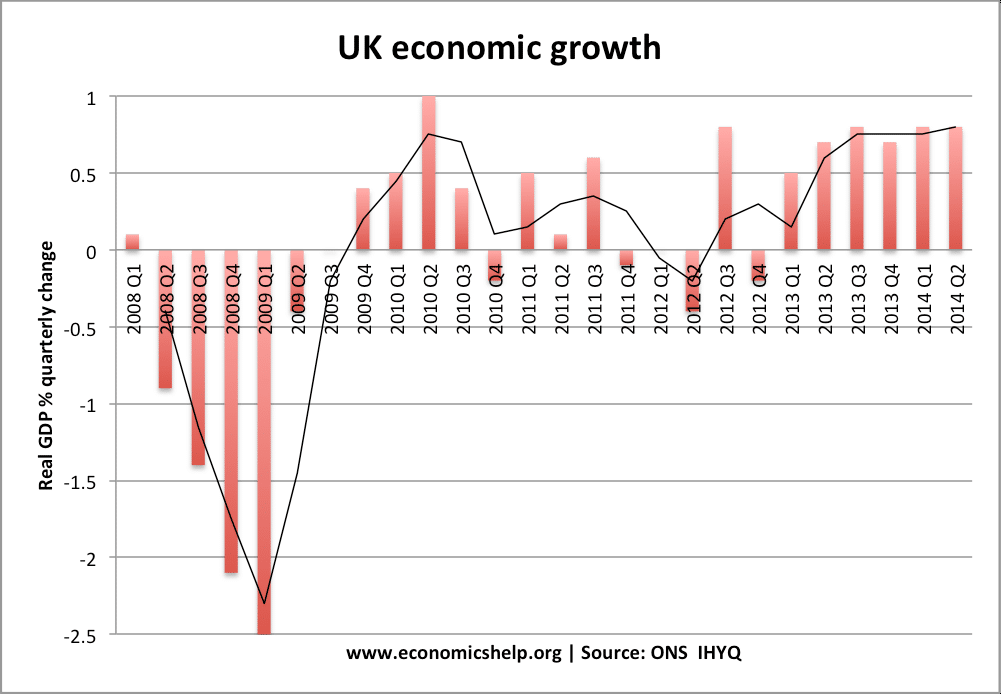 UK economic growth
Real GDP % quarterly change
1
0.5
0
-0.5
-1
-1.5
-2
-2.5
2008 Q1
2008 Q2
2008 Q3
2008 Q4
2009 Q1
2009 Q2
2009 Q3
2009 Q4
2010 Q1
2010 Q2
2010 Q3
2010 Q4
2011 Q1
2011 Q2
2011 Q3
2011 Q4
2012 Q1
2012 Q2
2012 Q3
2012 Q4
2013 Q1
2013 Q2
2013 Q3
2013 Q4
2014 Q1
2014 Q2
www.economicshelp.org | Source: ONS IHYQ